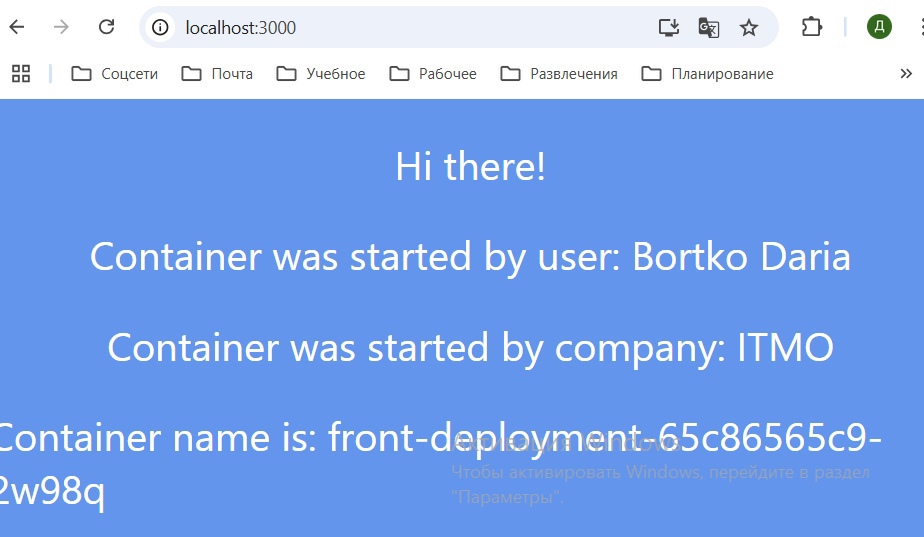 localhost:3000
Д
Соцсети Почта Учебное Рабочее Развлечения Планирование
Hi there!
Container was started by user: Bortko Daria
Container was started by company: ITMO
Container name is: front-deployment-65c86565c9-
2w98q
Активация Windows
Чтобы активировать Windows, перейдите в раздел
"Параметры".